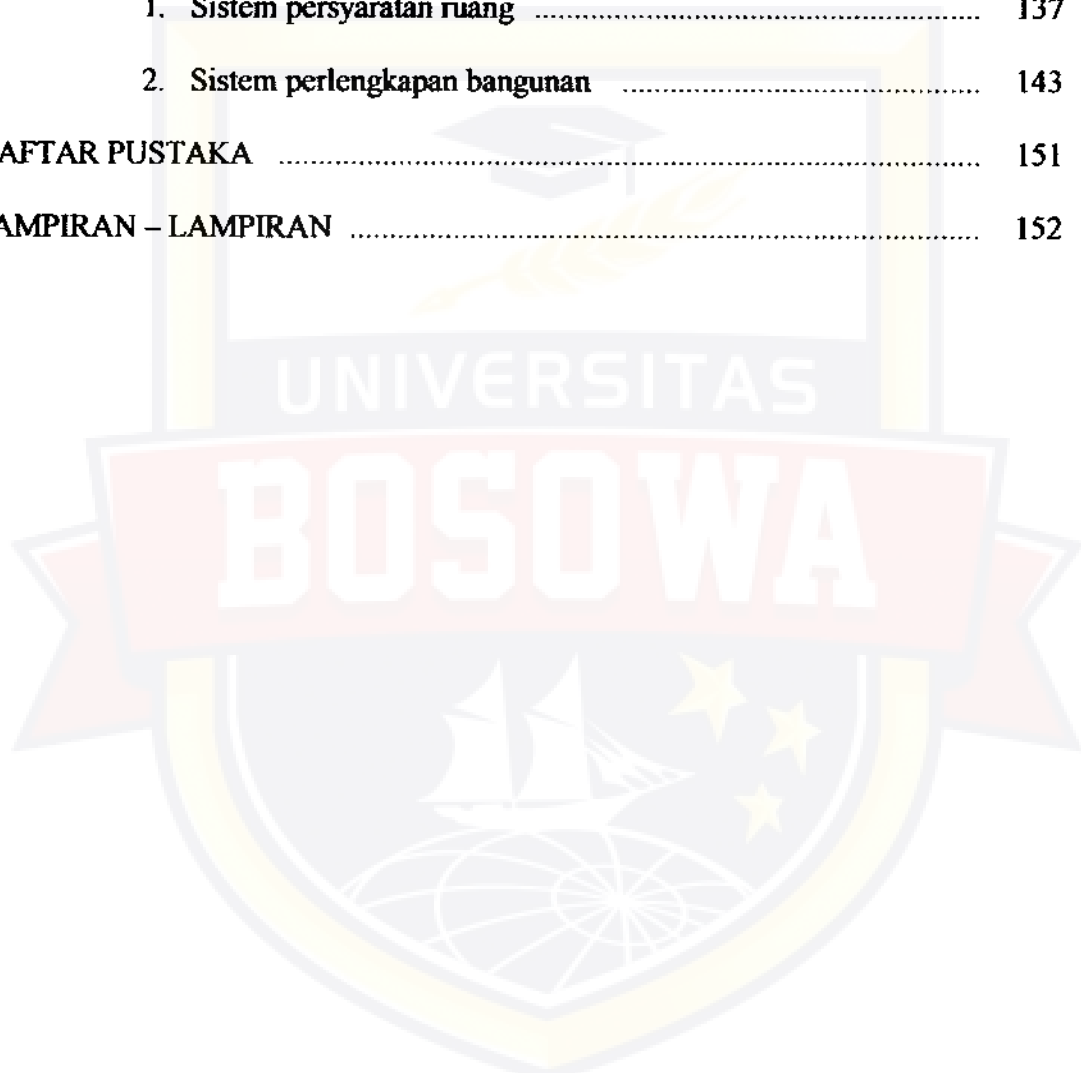 1. Sistem persyaratan ruang ........................................ 137
2. Sistem perlengkapan bangunan ........................................ 143
AFTAR PUSTAKA ........................................ 151
AMPIRAN – LAMPIRAN ........................................ 152
UNIVERSITAS
BOSOWA